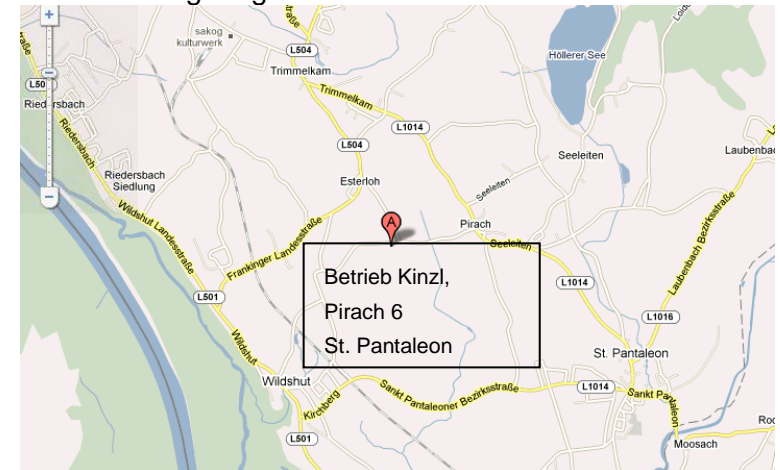 sakog
kulturwerk
L504
Höllerer See
Trimmelkam
Trimmelkam
L1014
L504
Riedersbach
Seeleiten
Laubenbac
Riedersbach
Riedersbach
Siedlung
Esterloh
Seeleiten
Pirach
Wildshut Landesstraße
Frankinger Landesstraße
A
Seeleiten
Laubenbach Bezirksstraße
Betrieb Kinzl,
Pirach 6
St. Pantaleon
L1014
L501
L1016
Wildshut
St. Pantaleon
Wildshut
Sankt Pantaleoner Bezirksstraße
L1014
Sankt Pantaleon
Kirchberg
L501
Moosach